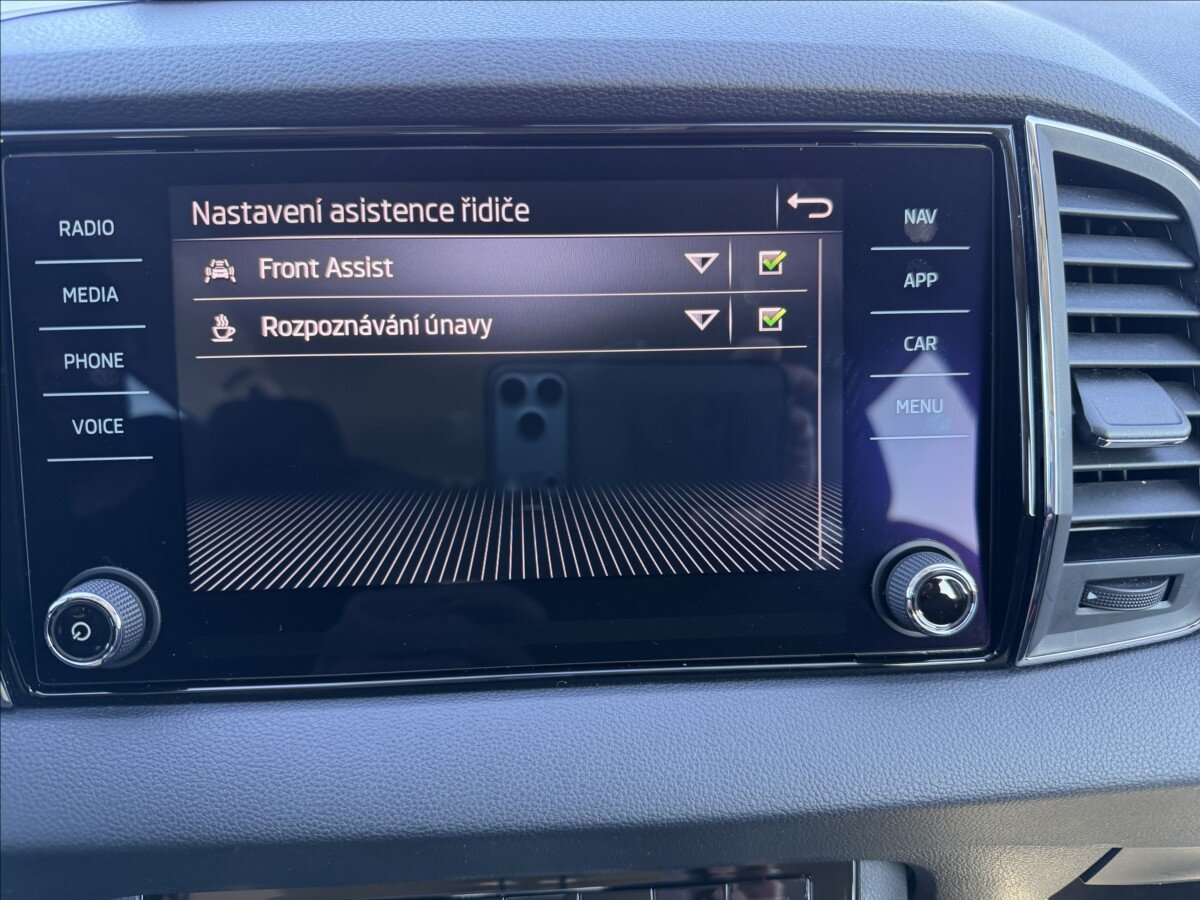 Nastavení asistence řidiče
RADIO
MEDIA
PHONE
VOICE
Front Assist
Rozpoznávání únavy
NAV
APP
CAR
MENU